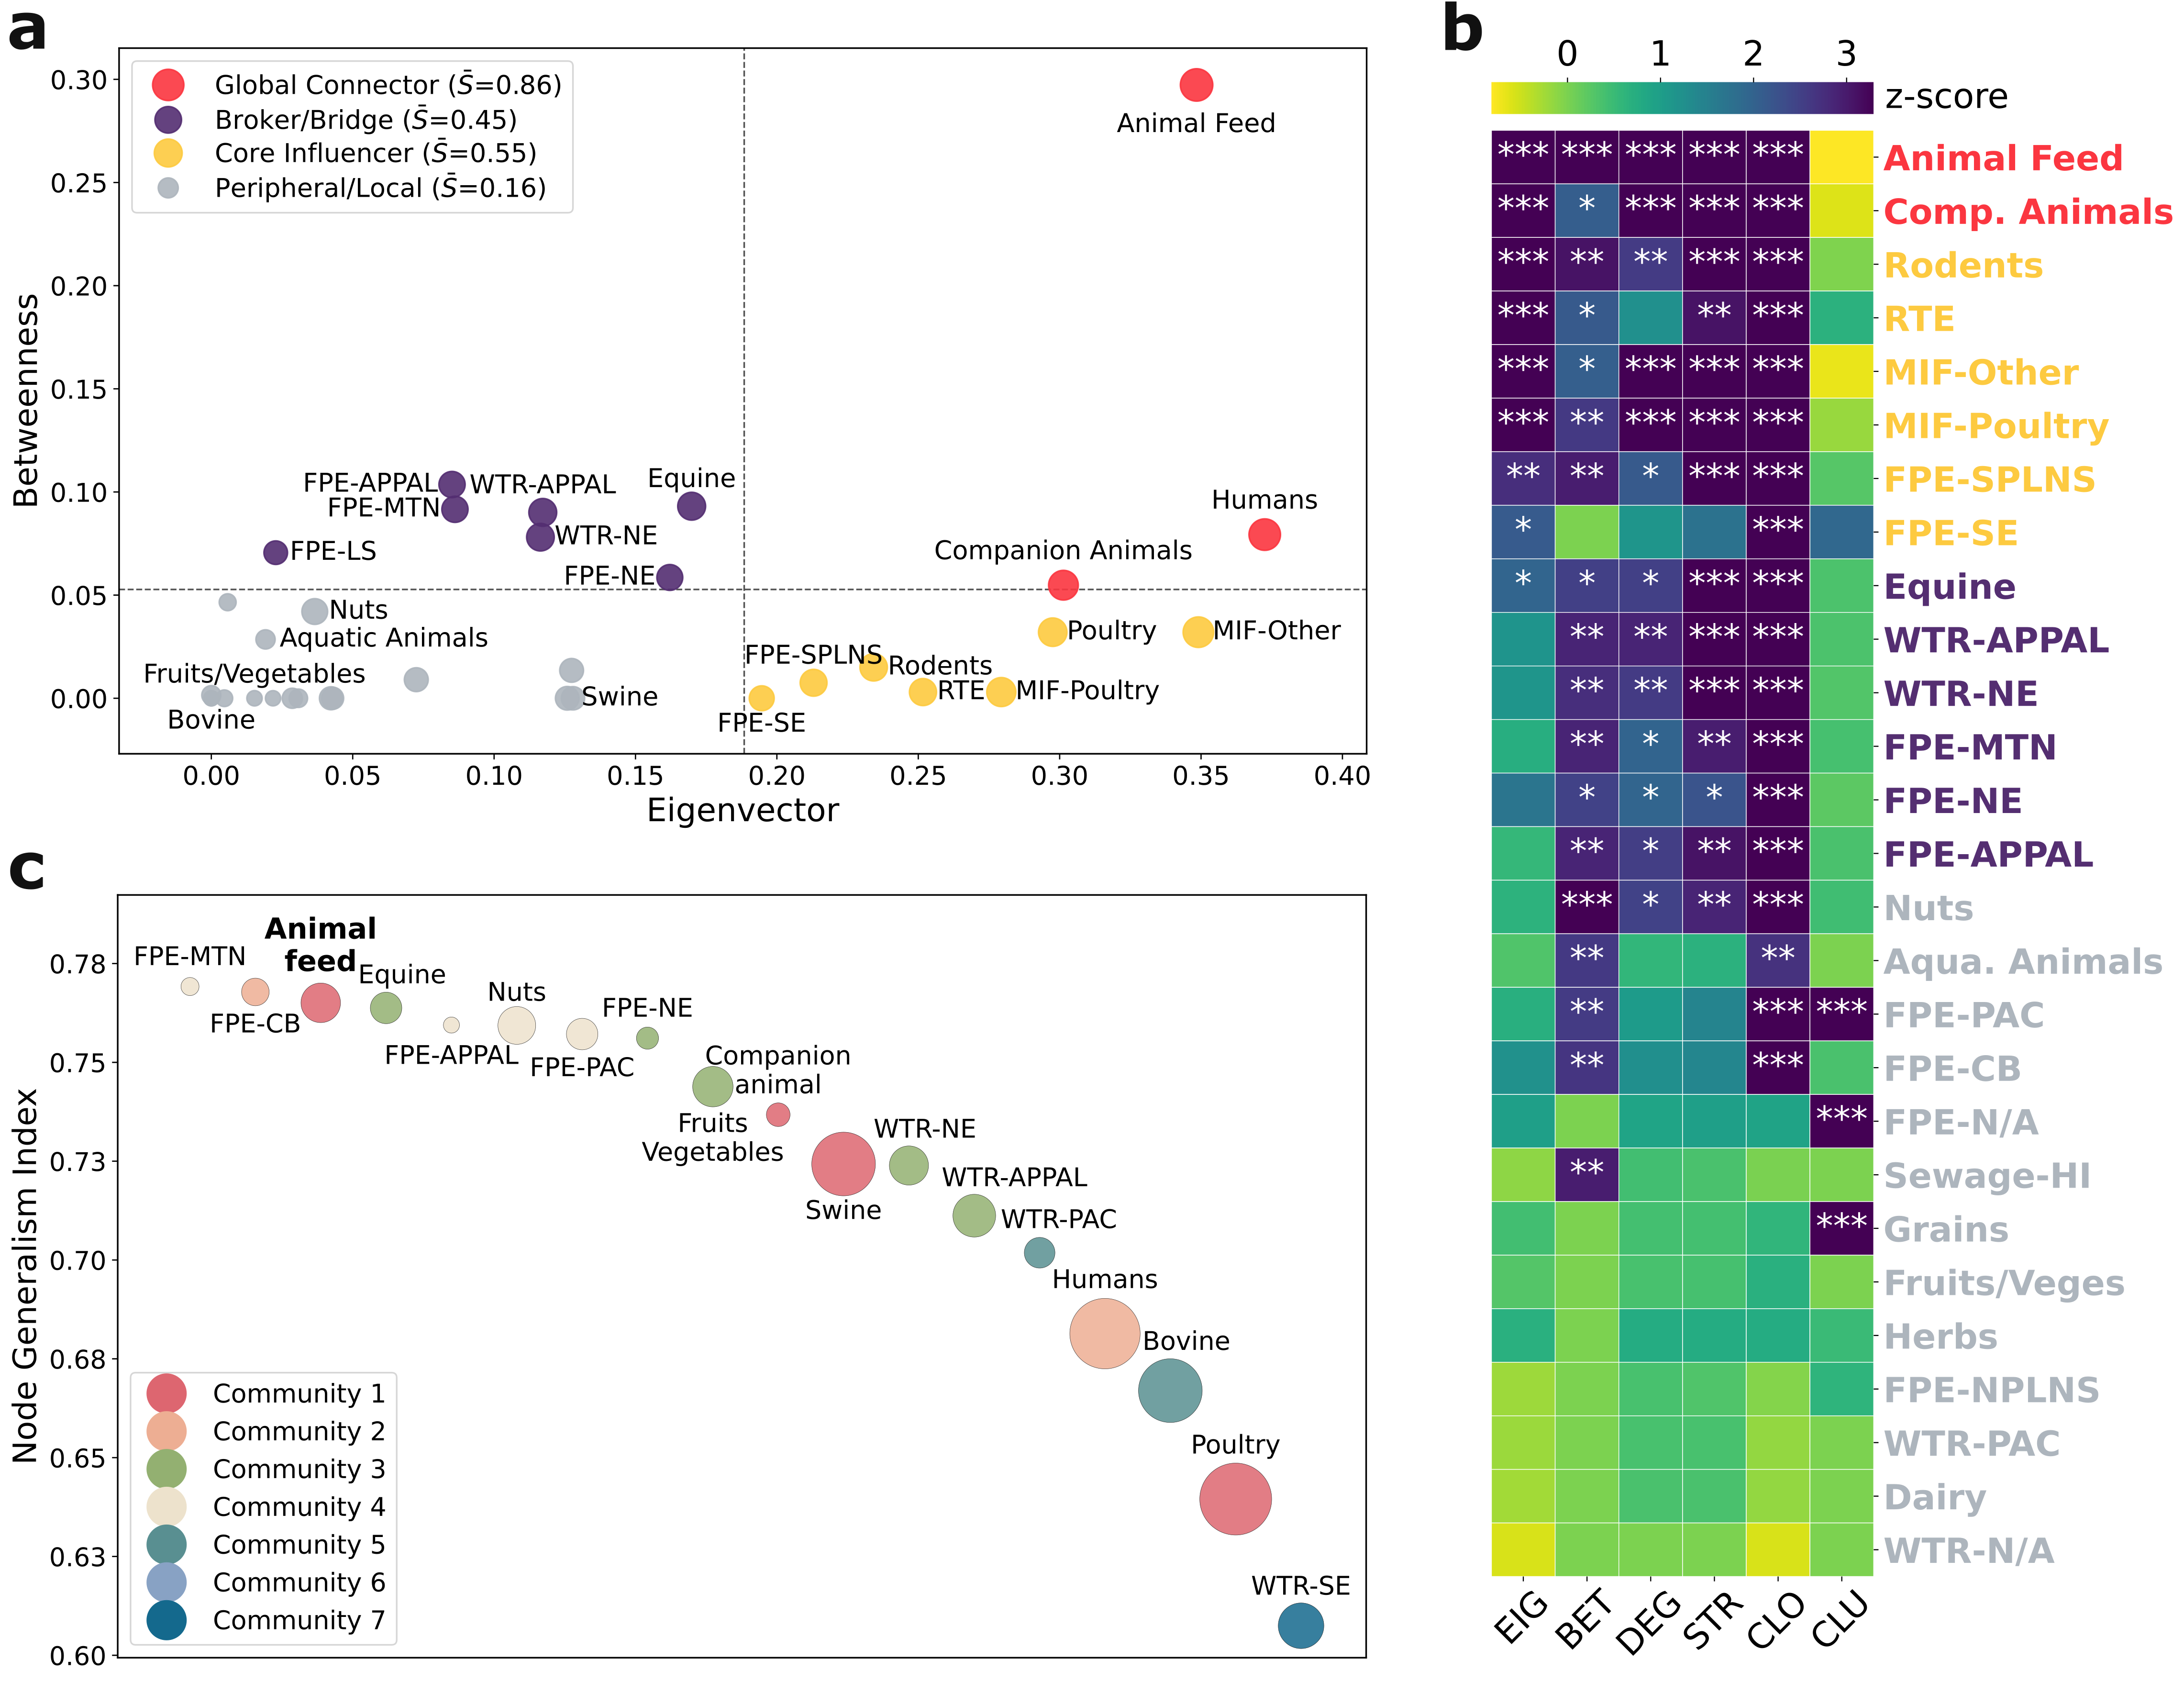 a
Global Connector (S̄=0.86)
Broker/Bridge (S̄=0.45)
Core Influencer (S̄=0.55)
Peripheral/Local (S̄=0.16)
Animal Feed
FPE-APPAL
WTR-APPAL
Equine
FPE-MTN
WTR-NE
FPE-LS
FPE-NE
Humans
Companion Animals
Nuts
Aquatic Animals
Fruits/Vegetables
Bovine
Swine
Poultry
MIF-Other
FPE-SPLNS
Rodents
RTE
MIF-Poultry
FPE-SE
0.30
0.25
0.20
0.15
0.10
0.05
0.00
Betweenness
0.00 0.05 0.10 0.15 0.20 0.25 0.30 0.35 0.40
Eigenvector
b
0 1 2 3
z-score
*** *** *** *** *** Animal Feed
*** * *** *** *** Comp. Animals
*** ** ** *** *** Rodents
*** * ** *** RTE
*** * *** *** *** MIF-Other
*** ** *** *** *** MIF-Poultry
** ** * *** *** FPE-SPLNS
* *** FPE-SE
* * * *** *** Equine
** ** *** *** WTR-APPAL
** ** *** *** WTR-NE
** * ** *** FPE-MTN
* * * *** FPE-NE
** * ** *** FPE-APPAL
*** * ** *** Nuts
** ** Aqua. Animals
** *** *** FPE-PAC
** *** FPE-CB
*** FPE-N/A
** Sewage-HI
*** Grains
Fruits/Veges
Herbs
FPE-NPLNS
WTR-PAC
Dairy
WTR-N/A
EIG BET DEG STR CLO CLU
c
FPE-MTN
Animal
feed
Equine
FPE-CB
Nuts
FPE-APPAL
FPE-PAC
FPE-NE
Companion
animal
Fruits
Vegetables
WTR-NE
Swine
WTR-APPAL
WTR-PAC
Humans
Bovine
Poultry
WTR-SE
0.78
0.75
0.73
0.70
0.68
0.65
0.63
0.60
Node Generalism Index
Community 1
Community 2
Community 3
Community 4
Community 5
Community 6
Community 7